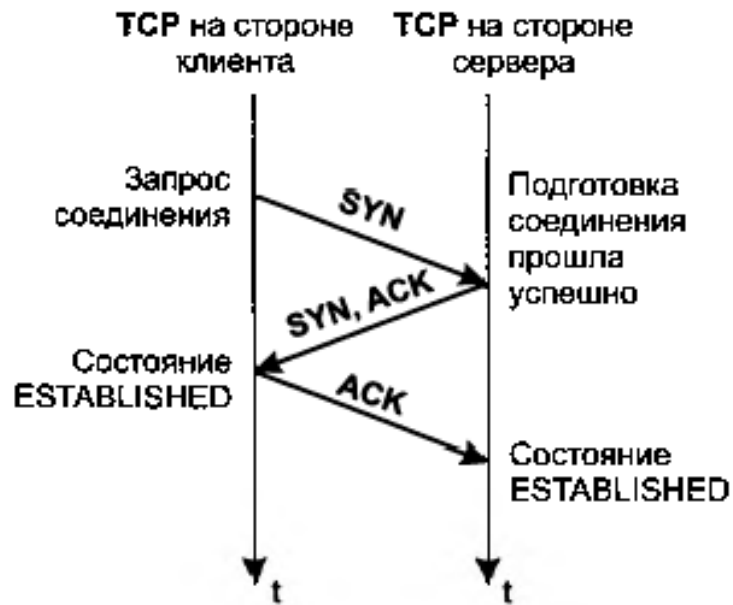 TCP на стороне
клиента
TCP на стороне
сервера
Запрос
соединения
SYN
Подготовка
соединения
прошла
успешно
SYN, ACK
Состояние
ESTABLISHED
ACK
Состояние
ESTABLISHED
t
t